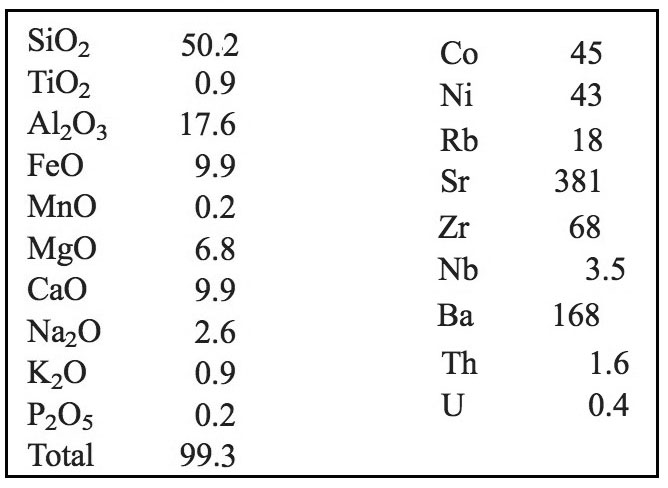 SiO₂ 50.2
TiO₂ 0.9
Al₂O₃ 17.6
FeO 9.9
MnO 0.2
MgO 6.8
CaO 9.9
Na₂O 2.6
K₂O 0.9
P₂O₅ 0.2
Total 99.3
Co 45
Ni 43
Rb 18
Sr 381
Zr 68
Nb 3.5
Ba 168
Th 1.6
U 0.4